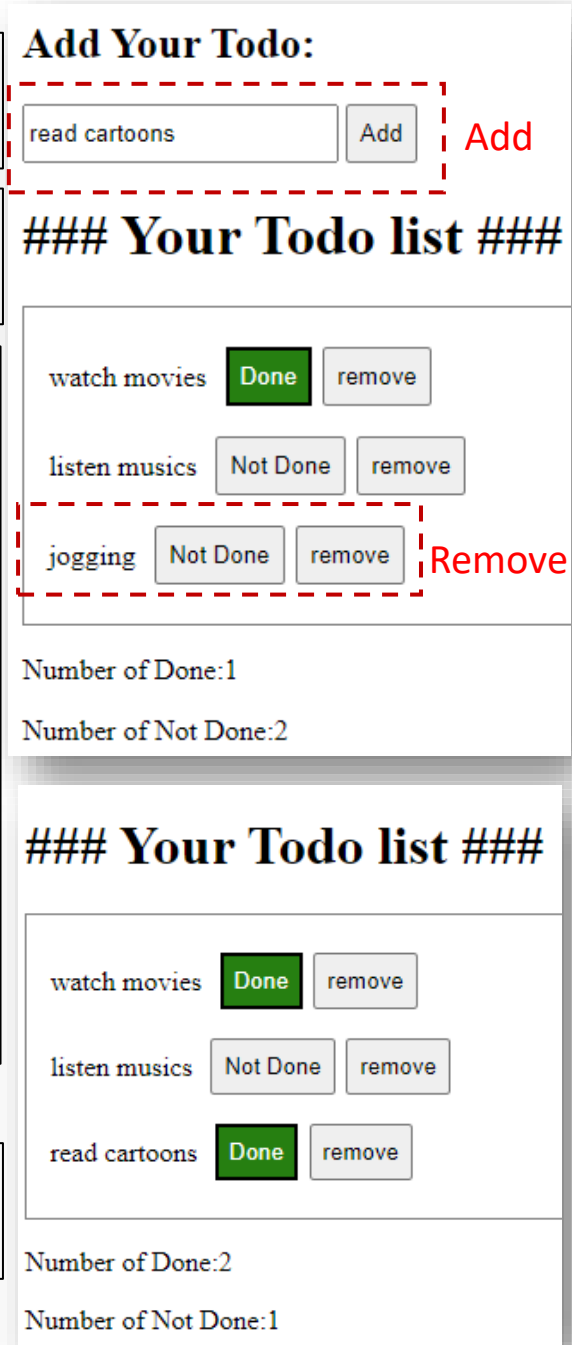 Add Your Todo:
read cartoons Add Add
### Your Todo list ###
watch movies Done remove
listen musics Not Done remove
jogging Not Done remove Remove
Number of Done:1
Number of Not Done:2
### Your Todo list ###
watch movies Done remove
listen musics Not Done remove
read cartoons Done remove
Number of Done:2
Number of Not Done:1